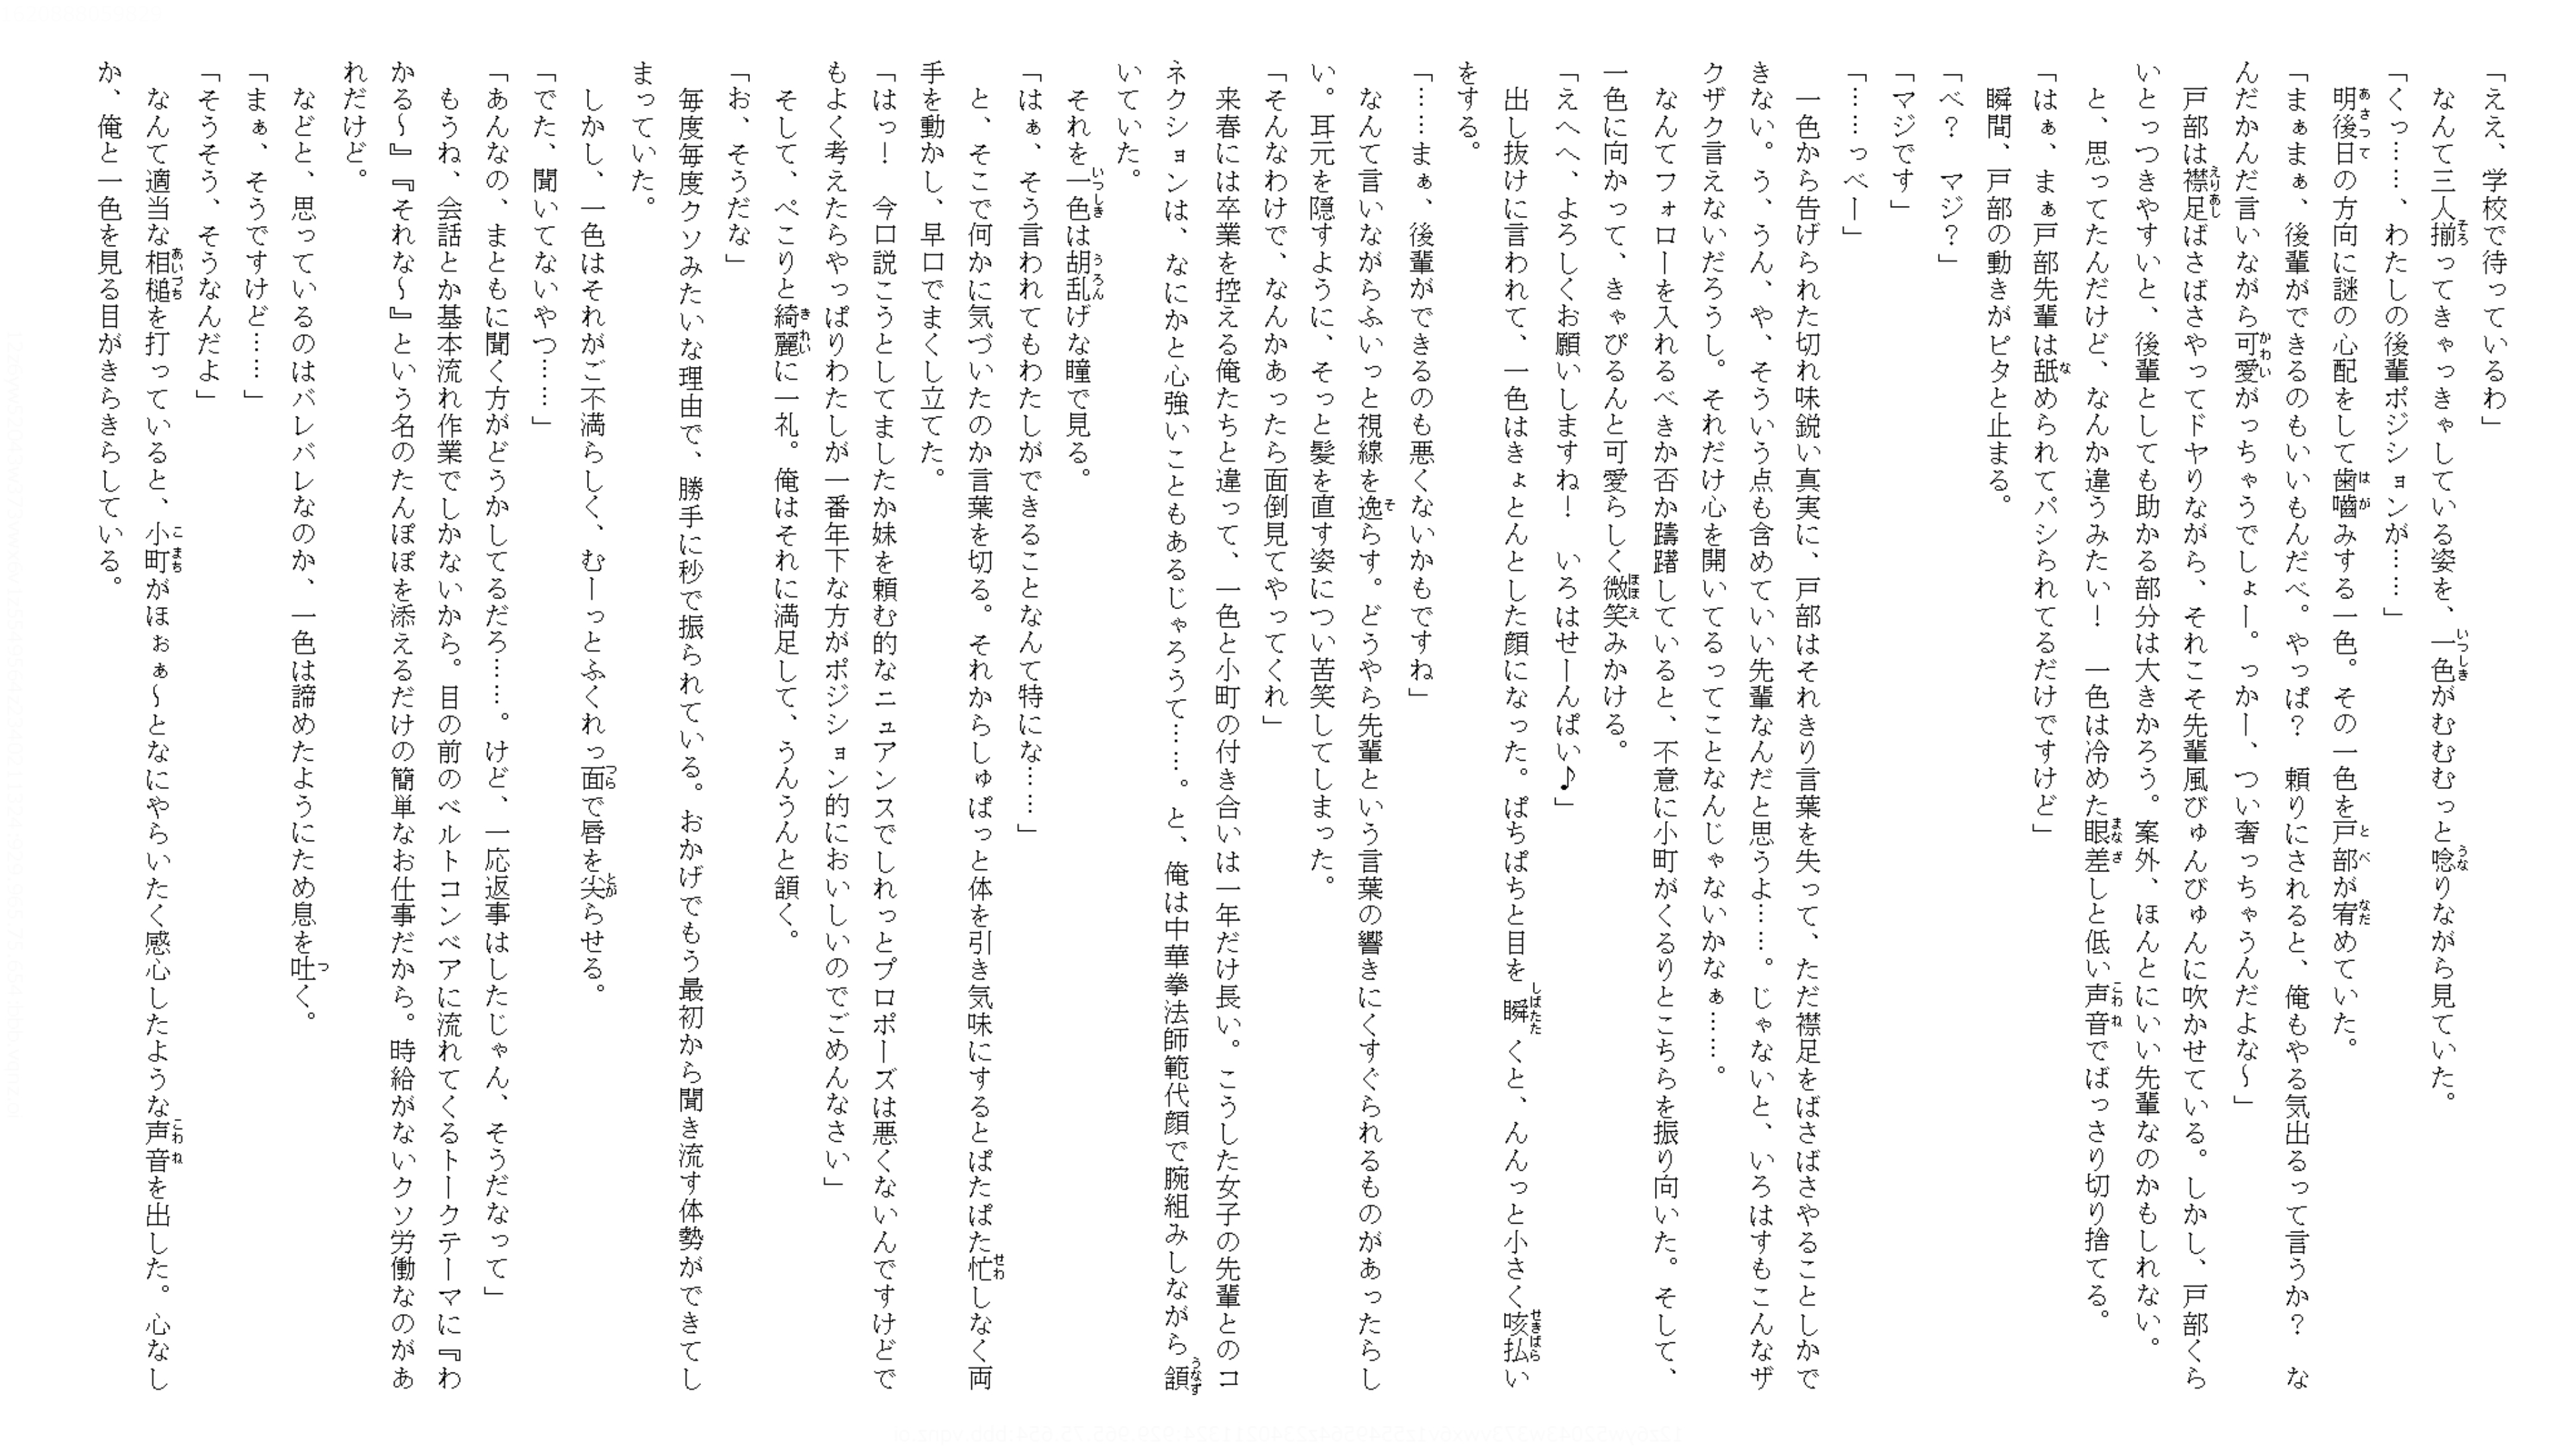 「ええ、学校で待っているわ」
なんて三人揃ってきゃっきゃしている姿を、一色がむむむっと唸りながら見ていた。
「くっ……、わたしの後輩ポジションが……」
明後日の方向に謎の心配をして歯嚙みする一色。その一色を戸部が宥めていた。
「まぁまぁ、後輩ができるのもいいもんだべ。やっぱ？　頼りにされると、俺もやる気出るって言うか？　な
んだかんだ言いながら可愛がっちゃうでしょー。っかー、つい奢っちゃうんだよな〜」
戸部は襟足ばさばさやってドヤりながら、それこそ先輩風びゅんびゅんに吹かせている。しかし、戸部くら
いとっつきやすいと、後輩としても助かる部分は大きかろう。案外、ほんとにいい先輩なのかもしれない。
と、思ってたんだけど、なんか違うみたい！　一色は冷めた眼差しと低い声音でばっさり切り捨てる。
「はぁ、まぁ戸部先輩は舐められてパシられてるだけですけど」
瞬間、戸部の動きがピタと止まる。
「べ？　マジ？」
「マジです」
「……っべー」
一色から告げられた切れ味鋭い真実に、戸部はそれきり言葉を失って、ただ襟足をばさばさやることしかで
きない。う、うん、や、そういう点も含めていい先輩なんだと思うよ……。じゃないと、いろはすもこんなザ
クザク言えないだろうし。それだけ心を開いてるってことなんじゃないかなぁ……。
なんてフォローを入れるべきか否か躊躇していると、不意に小町がくるりとこちらを振り向いた。そして、
一色に向かって、きゃぴるんと可愛らしく微笑みかける。
「えへへ、よろしくお願いしますね！　いろはせーんぱい♪」
出し抜けに言われて、一色はきょとんとした顔になった。ぱちぱちと目を瞬くと、んんっと小さく咳払い
をする。
「……まぁ、後輩ができるのも悪くないかもですね」
なんて言いながらふいっと視線を逸らす。どうやら先輩という言葉の響きにくすぐられるものがあったらし
い。耳元を隠すように、そっと髪を直す姿につい苦笑してしまった。
「そんなわけで、なんかあったら面倒見てやってくれ」
来春には卒業を控える俺たちと違って、一色と小町の付き合いは一年だけ長い。こうした女子の先輩とのコ
ネクションは、なにかと心強いこともあるじゃろうて……。と、俺は中華拳法師範代顔で腕組みしながら頷
いていた。
それを一色は胡乱げな瞳で見る。
「はぁ、そう言われてもわたしができることなんて特にな……」
と、そこで何かに気づいたのか言葉を切る。それからしゅぱっと体を引き気味にするとぱたぱた忙しなく両
手を動かし、早口でまくし立てた。
「はっ！　今口説こうとしてましたか妹を頼む的なニュアンスでしれっとプロポーズは悪くないんですけどで
もよく考えたらやっぱりわたしが一番年下な方がポジション的においしいのでごめんなさい」
そして、ぺこりと綺麗に一礼。俺はそれに満足して、うんうんと頷く。
「お、そうだな」
毎度毎度クソみたいな理由で、勝手に秒で振られている。おかげでもう最初から聞き流す体勢ができてし
まっていた。
しかし、一色はそれがご不満らしく、むーっとふくれっ面で唇を尖らせる。
「でた、聞いてないやつ……」
「あんなの、まともに聞く方がどうかしてるだろ……。けど、一応返事はしたじゃん、そうだなって」
もうね、会話とか基本流れ作業でしかないから。目の前のベルトコンベアに流れてくるトークテーマに『わ
かる〜』『それな〜』という名のたんぽぽを添えるだけの簡単なお仕事だから。時給がないクソ労働なのがあ
れだけど。
などと、思っているのはバレバレなのか、一色は諦めたようにため息を吐く。
「まぁ、そうですけど……」
「そうそう、そうなんだよ」
なんて適当な相槌を打っていると、小町がほぉぁ〜となにやらいたく感心したような声音を出した。心なし
か、俺と一色を見る目がきらきらしている。